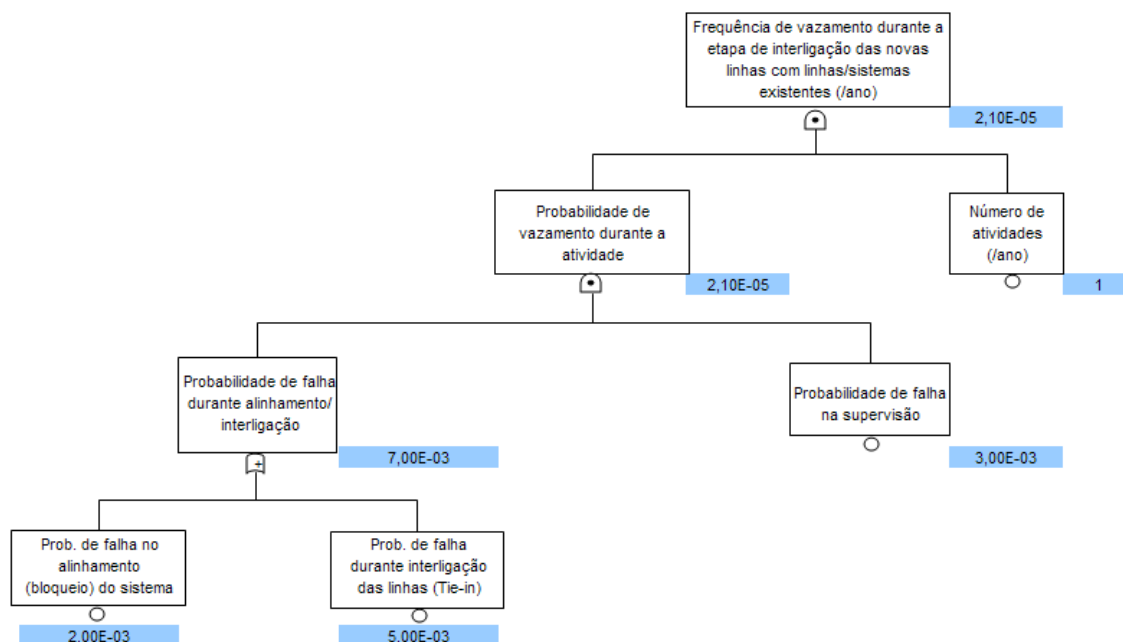 Frequência de vazamento durante a
etapa de interligação das novas
linhas com linhas/sistemas
existentes (/ano)
2,10E-05
Probabilidade de
vazamento durante a
atividade
2,10E-05
Número de
atividades
(/ano)
1
Probabilidade de falha
durante alinhamento/
interligação
7,00E-03
Probabilidade de falha
na supervisão
3,00E-03
+
Prob. de falha no
alinhamento
(bloqueio) do sistema
2,00E-03
Prob. de falha
durante interligação
das linhas (Tie-in)
5,00E-03